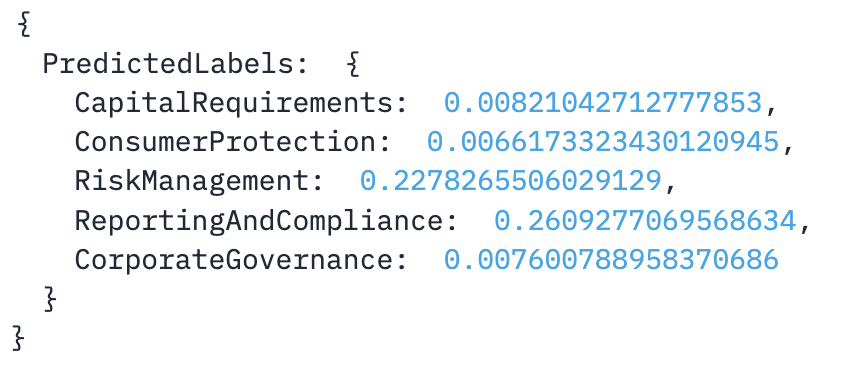 {
PredictedLabels: {
CapitalRequirements: 0.00821042712777853,
ConsumerProtection: 0.0066173323430120945,
RiskManagement: 0.2278265506029129,
ReportingAndCompliance: 0.2609277069568634,
CorporateGovernance: 0.007600788958370686
}
}